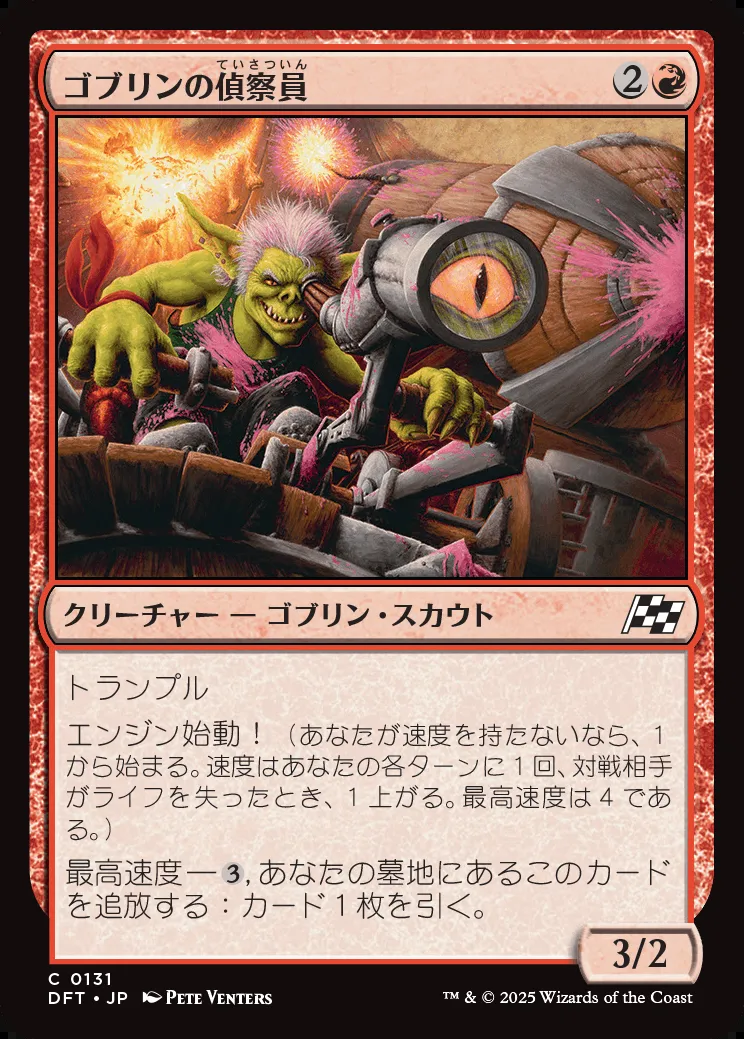 ていさついん
ゴブリンの偵察員
2
クリーチャー — ゴブリン・スカウト
トランプル
エンジン始動！（あなたが速度を持たないなら、1
から始まる。速度はあなたの各ターンに1回、対戦相手
がライフを失ったとき、1上がる。最高速度は4であ
る。）
最高速度 — 3, あなたの墓地にあるこのカード
を追放する：カード1枚を引く。
3/2
C 0131
DFT • JP PETE VENTERS
™ & © 2025 Wizards of the Coast